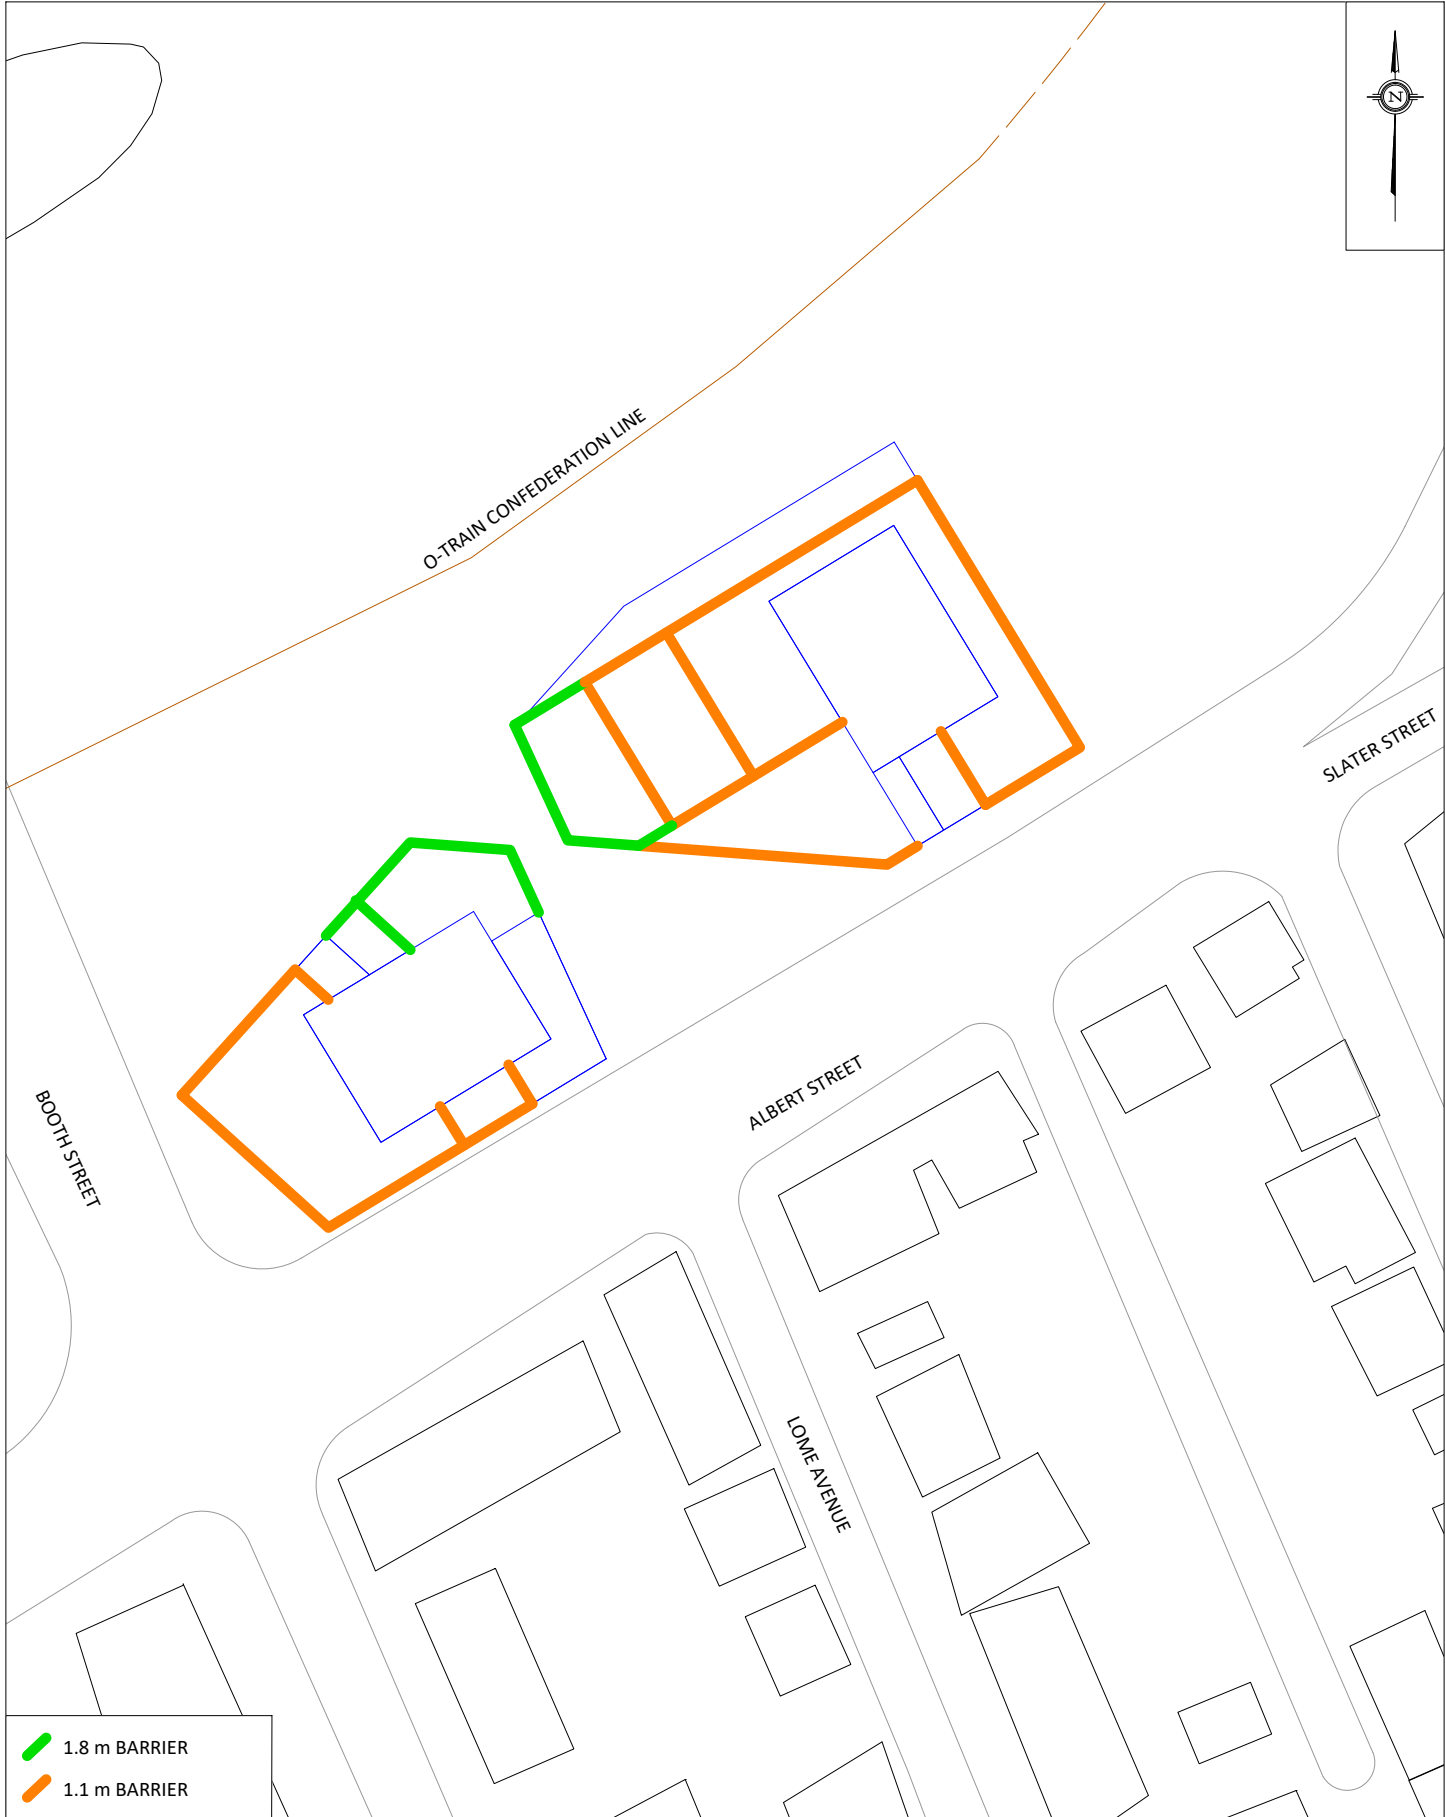 N
O-TRAIN CONFEDERATION LINE
SLATER STREET
ALBERT STREET
BOOTH STREET
LOME AVENUE
1.8 m BARRIER
1.1 m BARRIER